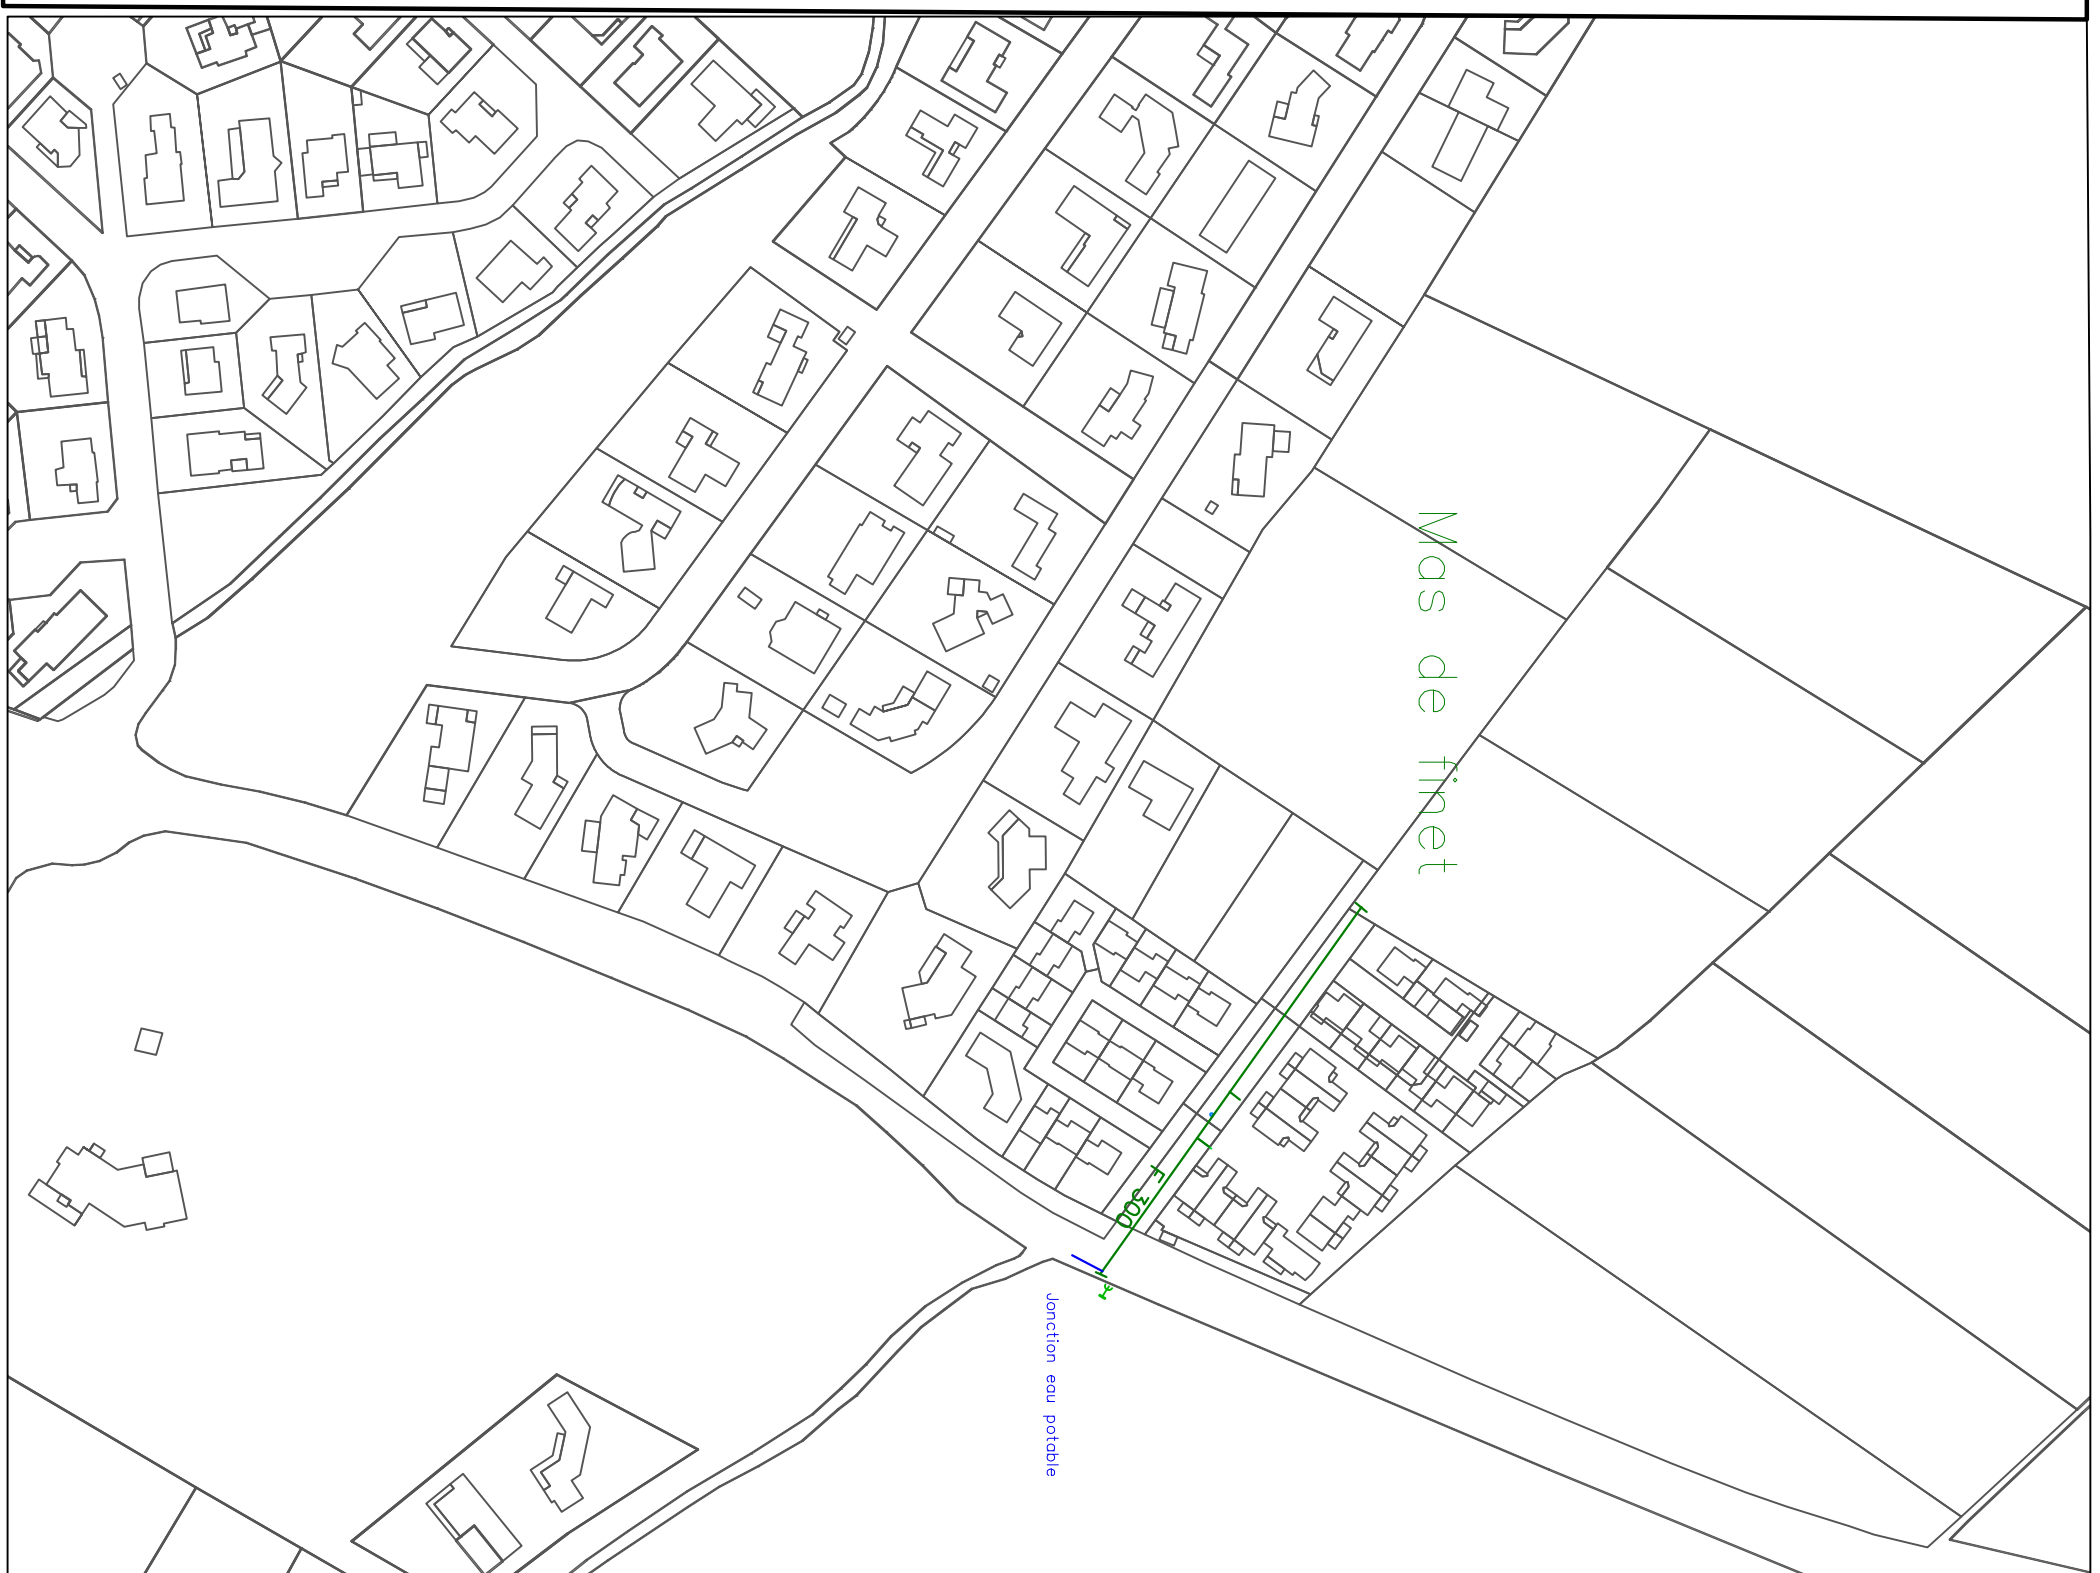 Mas de finet
F 300
Jonction eau potable